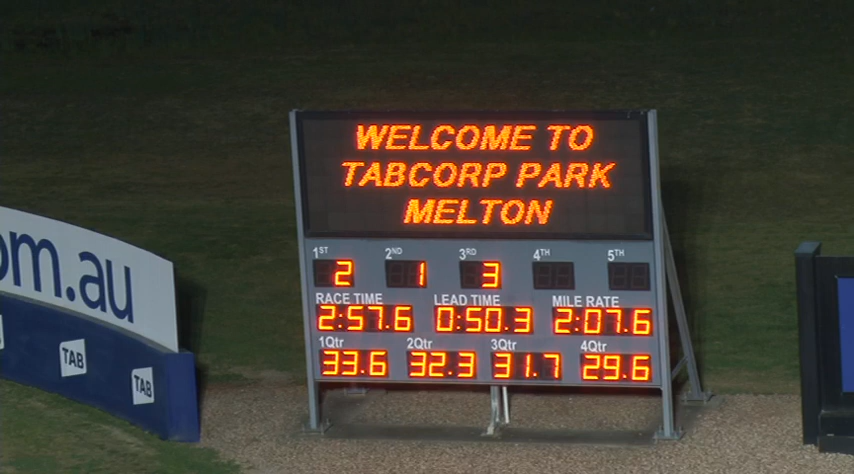 WELCOME TO
TABCORP PARK
MELTON
1ST 2ND 3RD 4TH 5TH
2 1 3
RACE TIME LEAD TIME MILE RATE
2:57.6 0:50.3 2:07.6
1Qtr 2Qtr 3Qtr 4Qtr
33.6 32.3 31.7 29.6
om.au
TAB
TAB